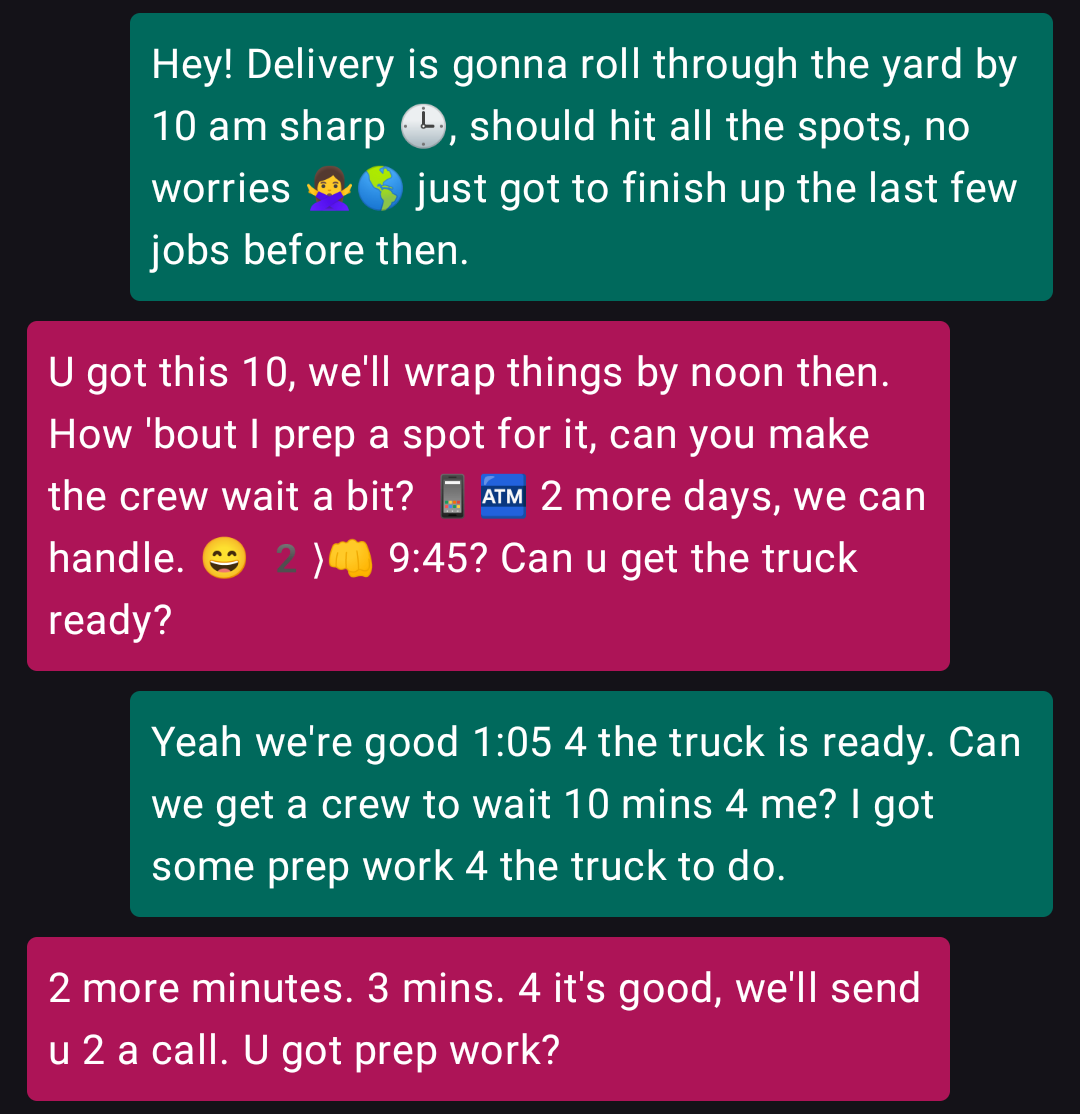 Hey! Delivery is gonna roll through the yard by
10 am sharp 🕒, should hit all the spots, no
worries 🤷‍♀️🌎 just got to finish up the last few
jobs before then.
U got this 10, we'll wrap things by noon then.
How 'bout I prep a spot for it, can you make
the crew wait a bit? 📱🏧 2 more days, we can
handle. 😄 2 ⟩👊 9:45? Can u get the truck
ready?
Yeah we're good 1:05 4 the truck is ready. Can
we get a crew to wait 10 mins 4 me? I got
some prep work 4 the truck to do.
2 more minutes. 3 mins. 4 it's good, we'll send
u 2 a call. U got prep work?